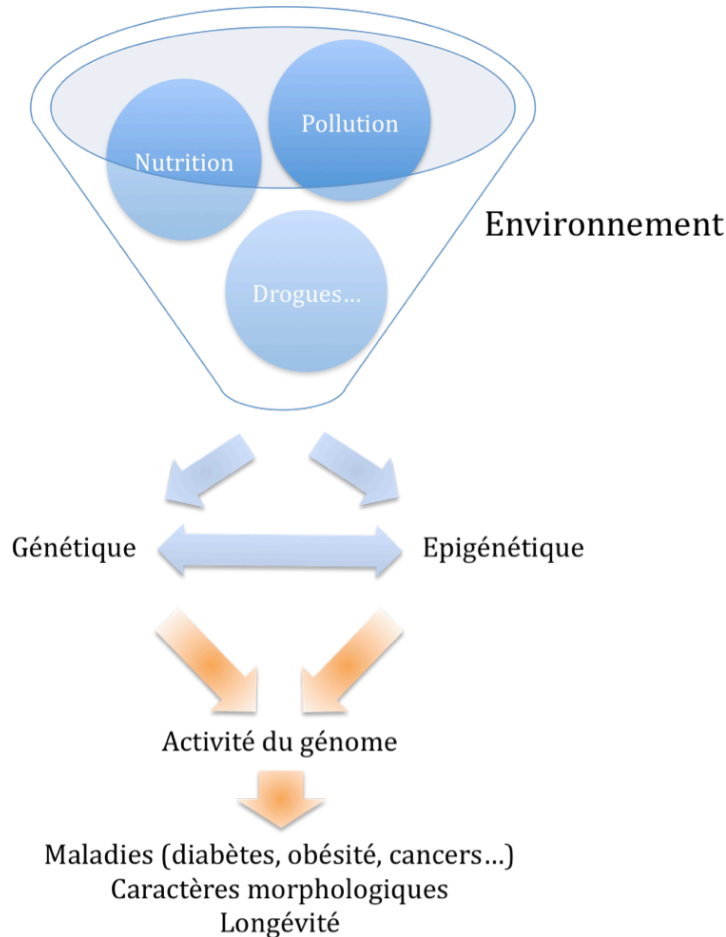 Pollution
Nutrition
Environnement
Drogues...
Génétique
Epigénétique
Activité du génome
Maladies (diabètes, obésité, cancers...)
Caractères morphologiques
Longévité